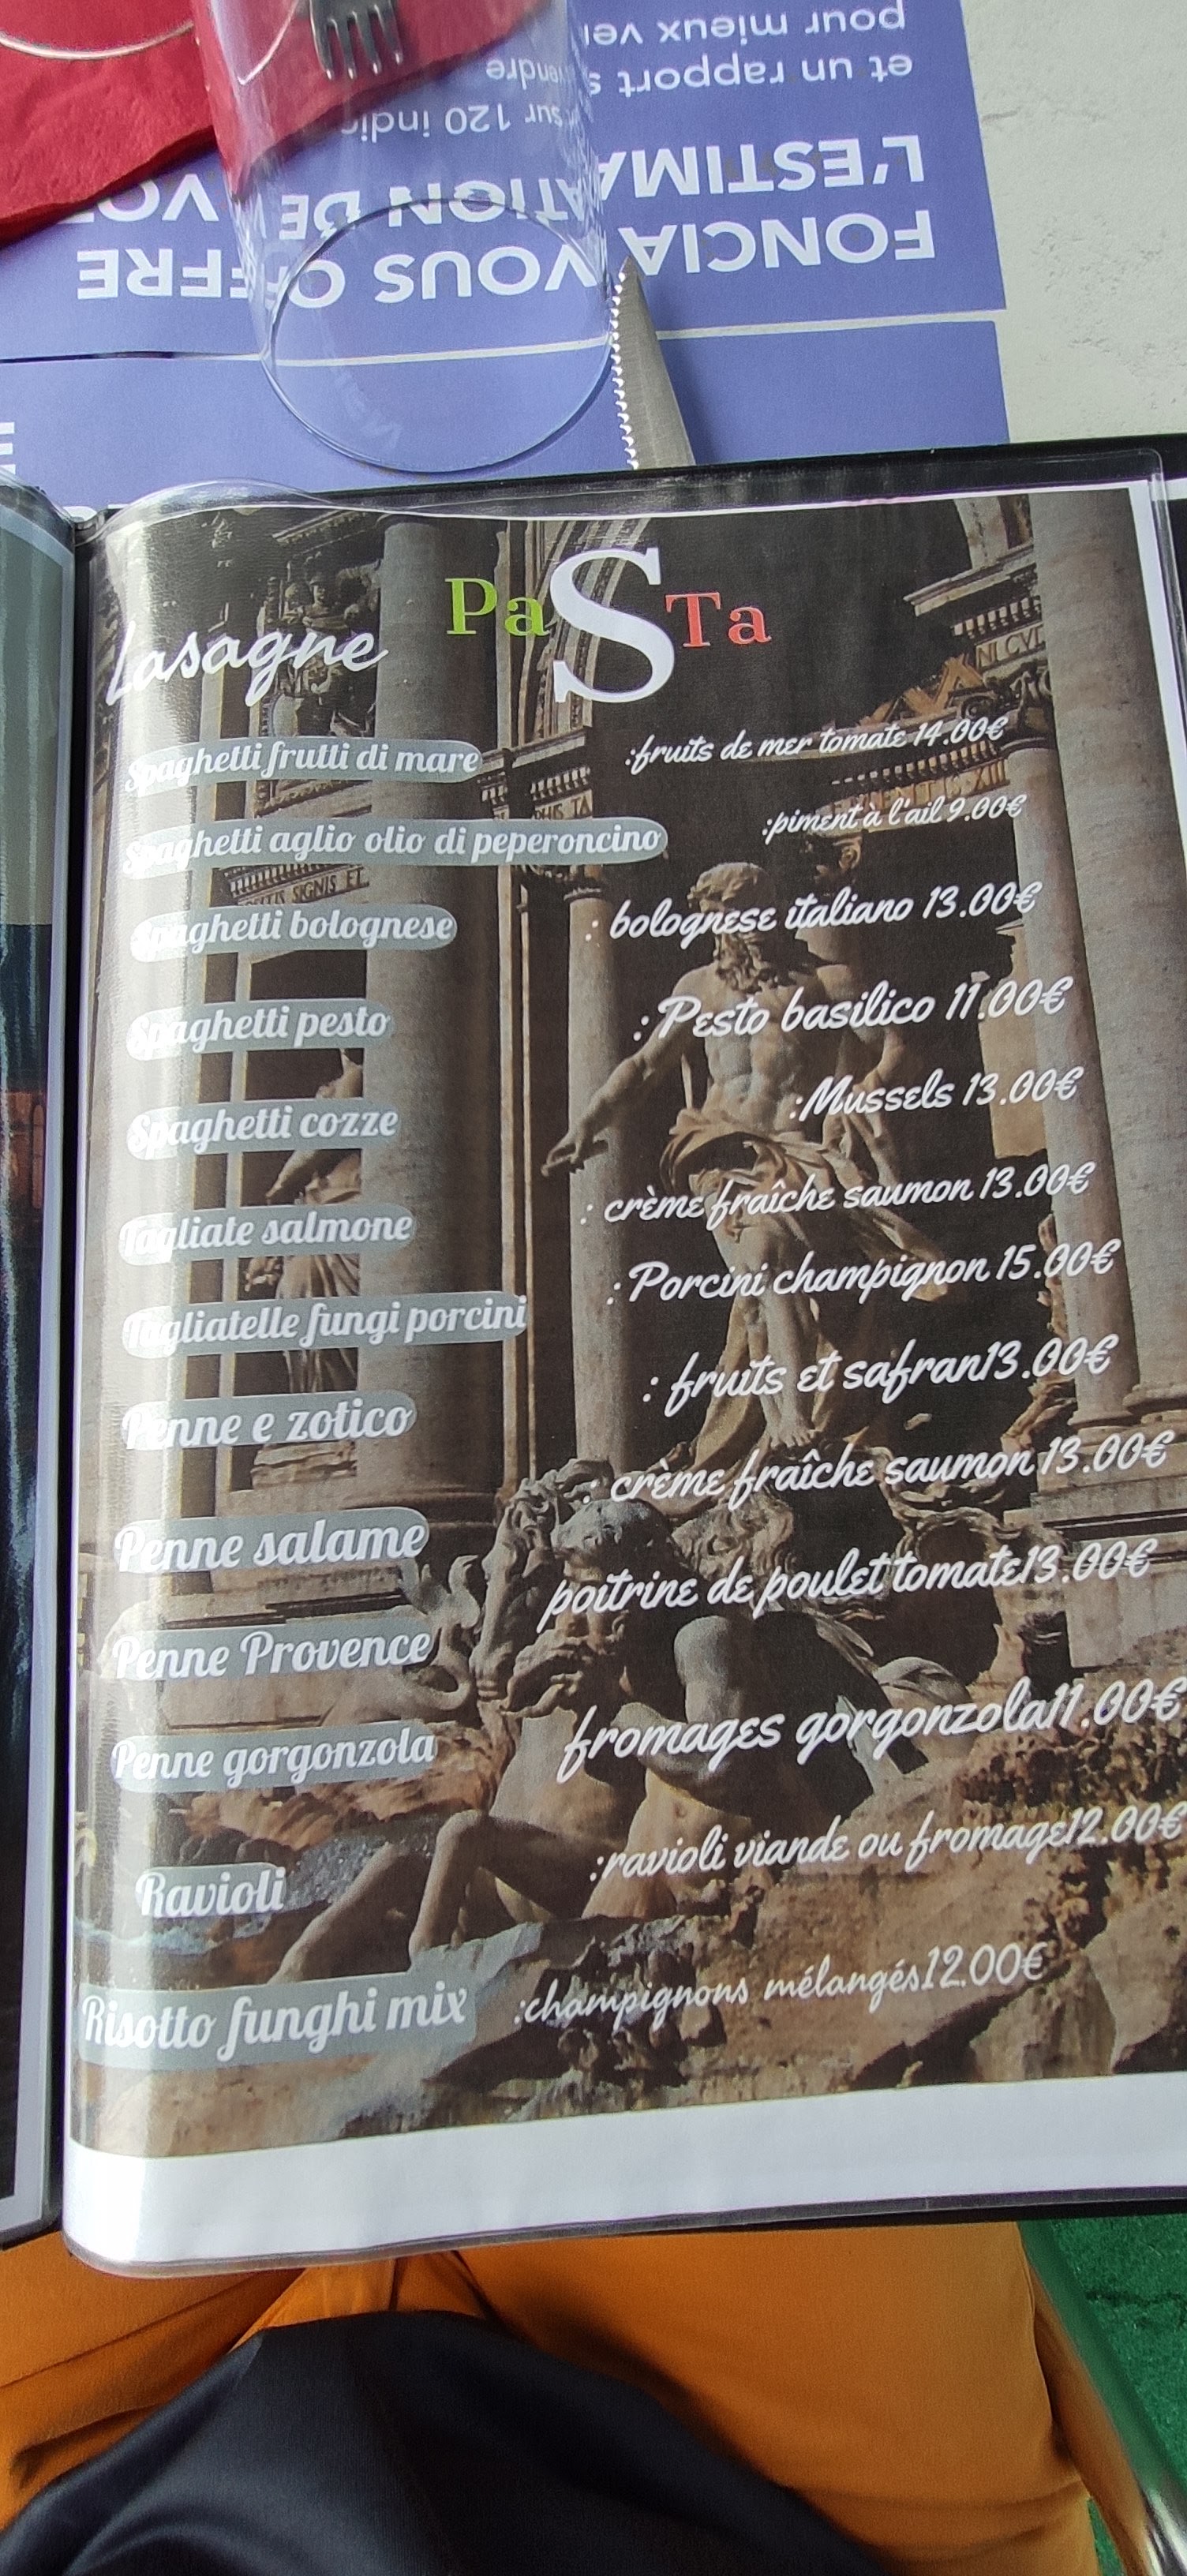 pour mieux
et un rapport
sur 120
L'ESTIMATION DE
FONCIA VOUS OFFRE
PaSTa
Lasagne
Spaghetti frutti di mare :fruits de mer tomate 14.00€
Spaghetti aglio olio di peperoncino :piment à l'ail 9.00€
Spaghetti bolognese : bolognese italiano 13.00€
Spaghetti pesto : Pesto basilico 11.00€
Spaghetti cozze :Mussels 13.00€
Tagliate salmone : crème fraîche saumon 13.00€
Tagliatelle fungi porcini : Porcini champignon 15.00€
Penne e zotico : fruits et safran13.00€
Penne salame : crème fraîche saumon 13.00€
Penne Provence poitrine de poulet tomate13.00€
Penne gorgonzola fromages gorgonzola11.00€
Ravioli :ravioli viande ou fromage12.00€
Risotto funghi mix :champignons mélangés12.00€